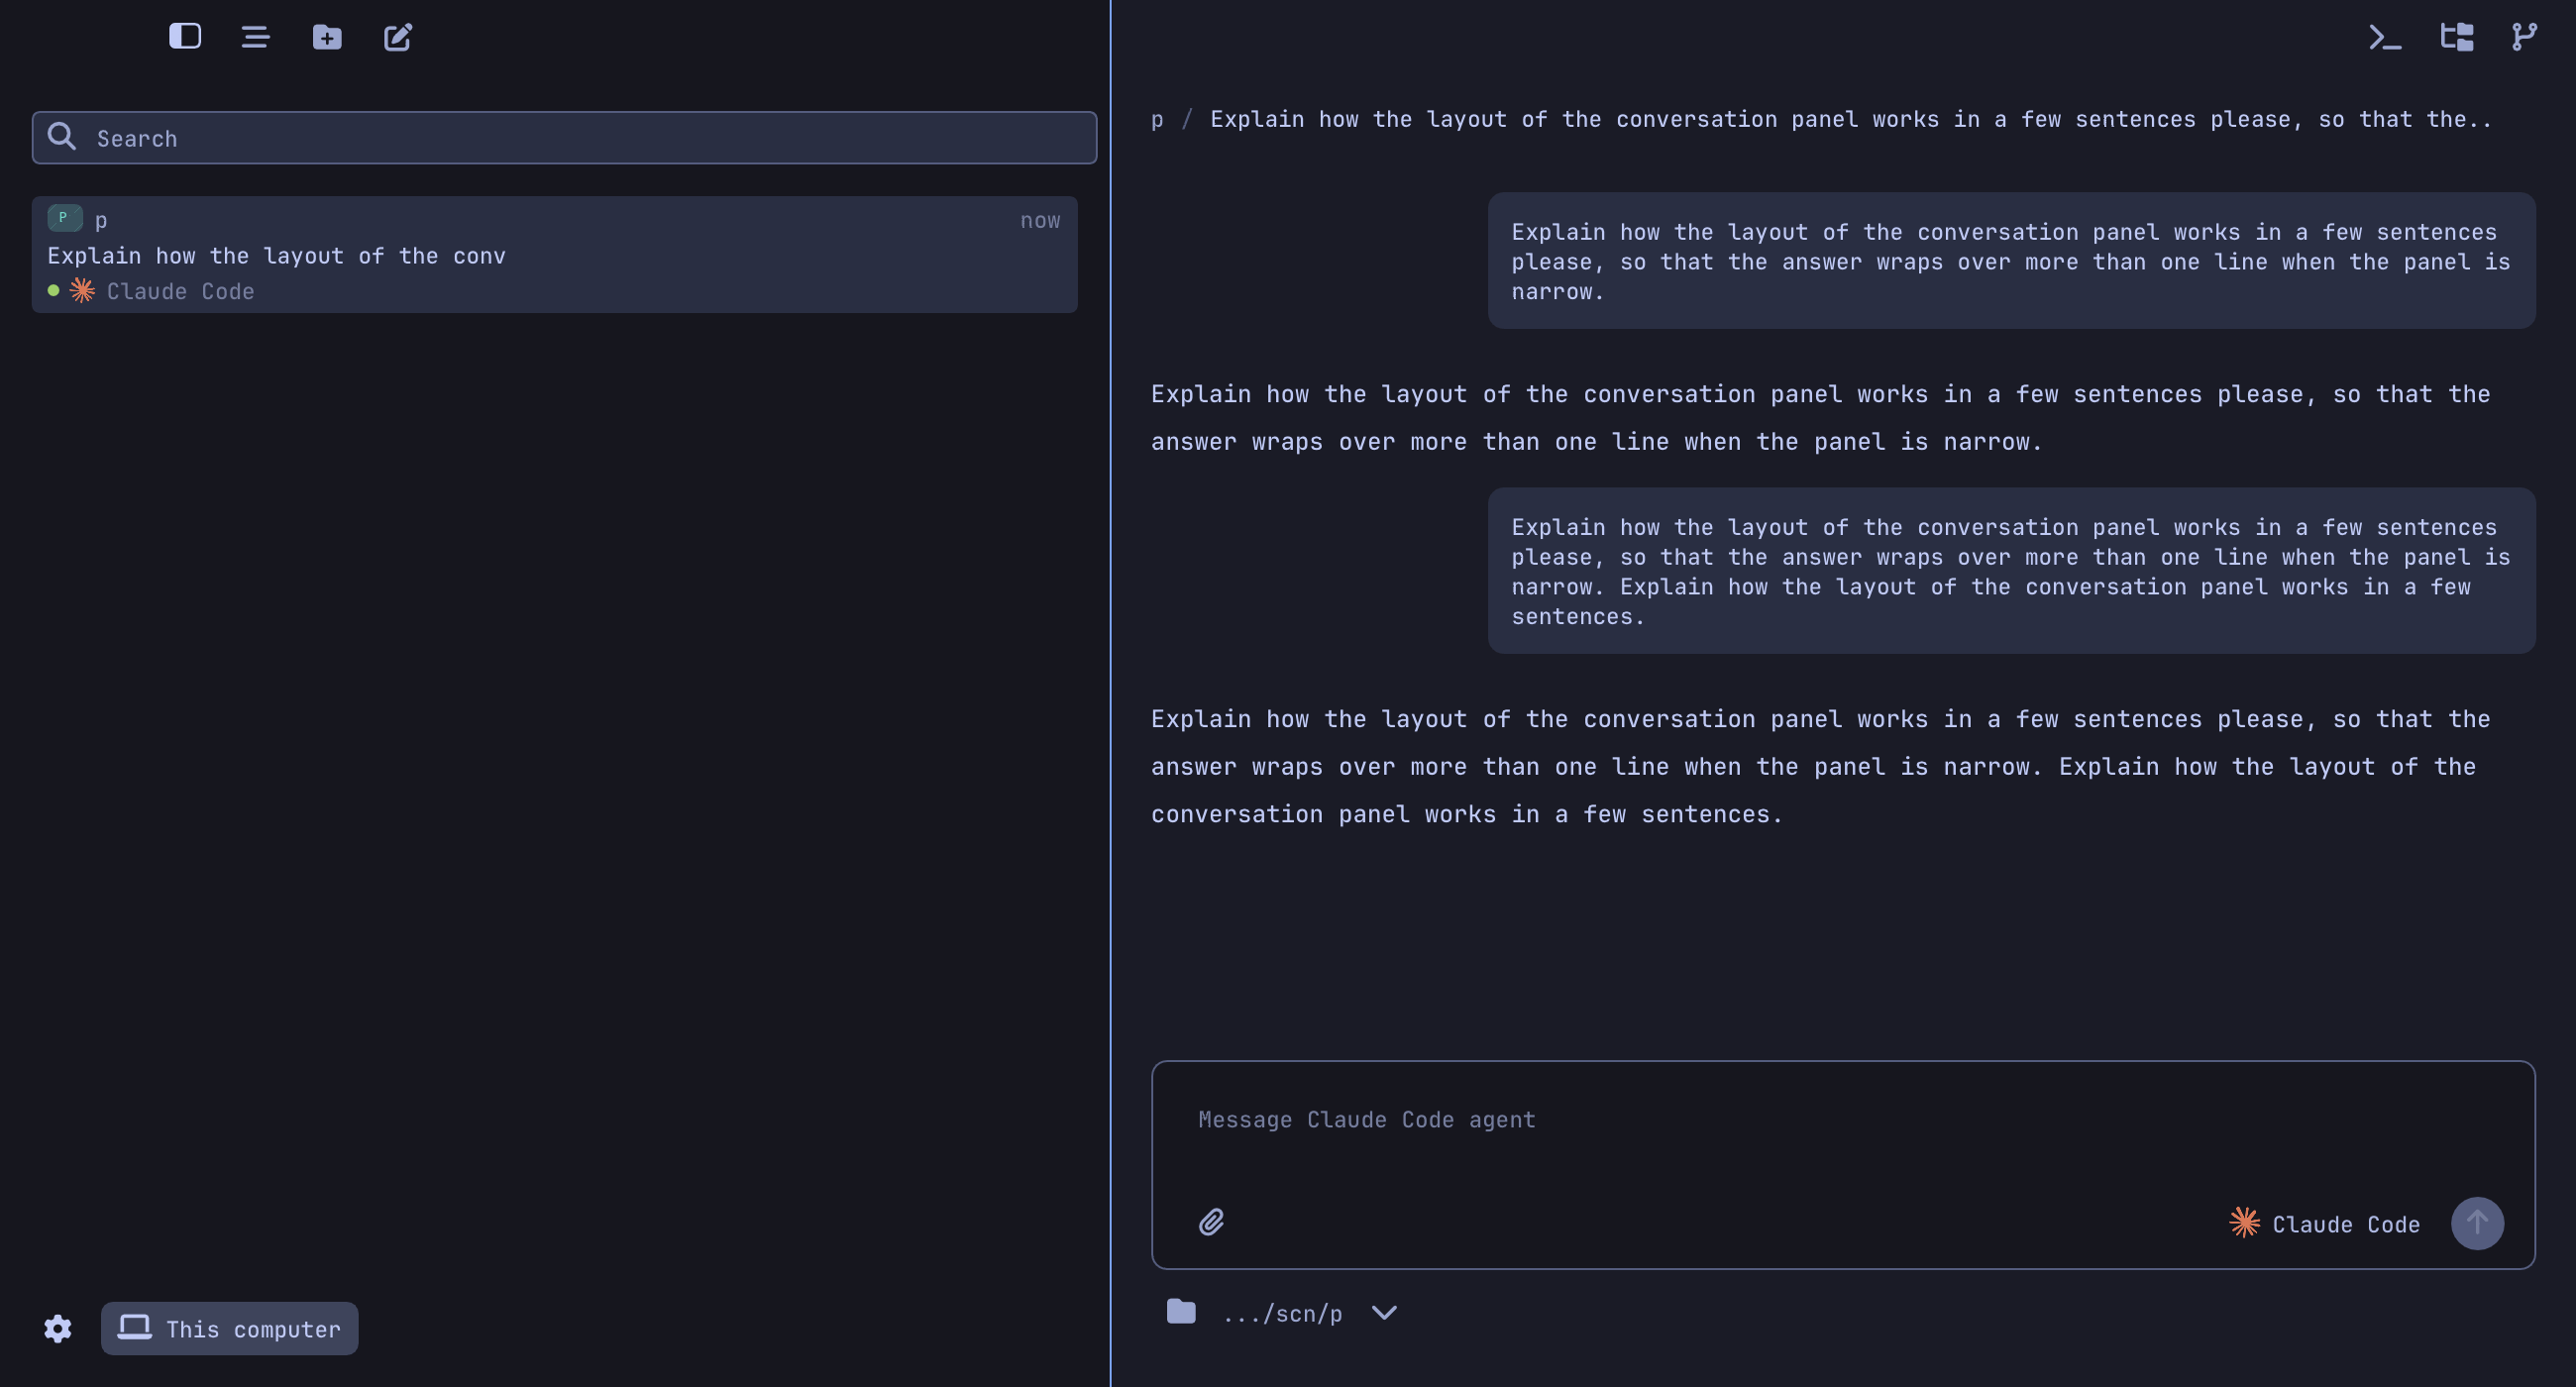 Search
P p now
Explain how the layout of the conv
Claude Code
This computer
p / Explain how the layout of the conversation panel works in a few sentences please, so that the..
Explain how the layout of the conversation panel works in a few sentences
please, so that the answer wraps over more than one line when the panel is
narrow.
Explain how the layout of the conversation panel works in a few sentences please, so that the
answer wraps over more than one line when the panel is narrow.
Explain how the layout of the conversation panel works in a few sentences
please, so that the answer wraps over more than one line when the panel is
narrow. Explain how the layout of the conversation panel works in a few
sentences.
Explain how the layout of the conversation panel works in a few sentences please, so that the
answer wraps over more than one line when the panel is narrow. Explain how the layout of the
conversation panel works in a few sentences.
Message Claude Code agent
Claude Code
.../scn/p